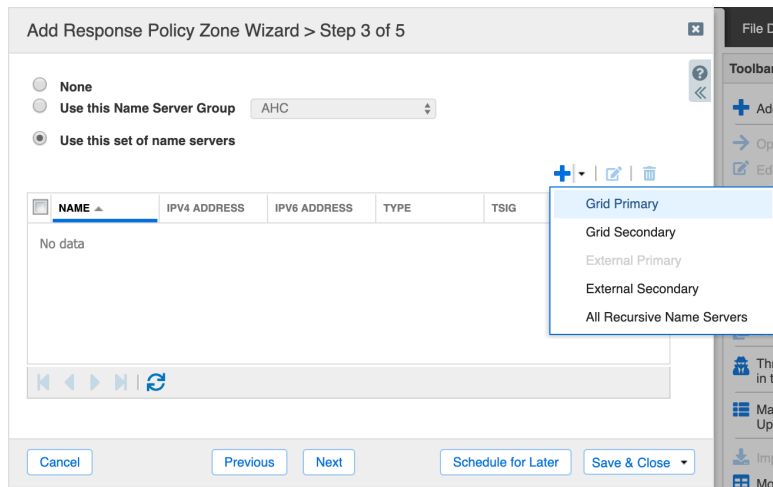 Add Response Policy Zone Wizard > Step 3 of 5
File D
Toolbar
None
Use this Name Server Group AHC
Use this set of name servers
Ad
Op
Ed
NAME IPV4 ADDRESS IPV6 ADDRESS TYPE TSIG
No data
Grid Primary
Grid Secondary
External Primary
External Secondary
All Recursive Name Servers
Thr
in t
Ma
Up
Imp
Mo
Cancel Previous Next Schedule for Later Save & Close